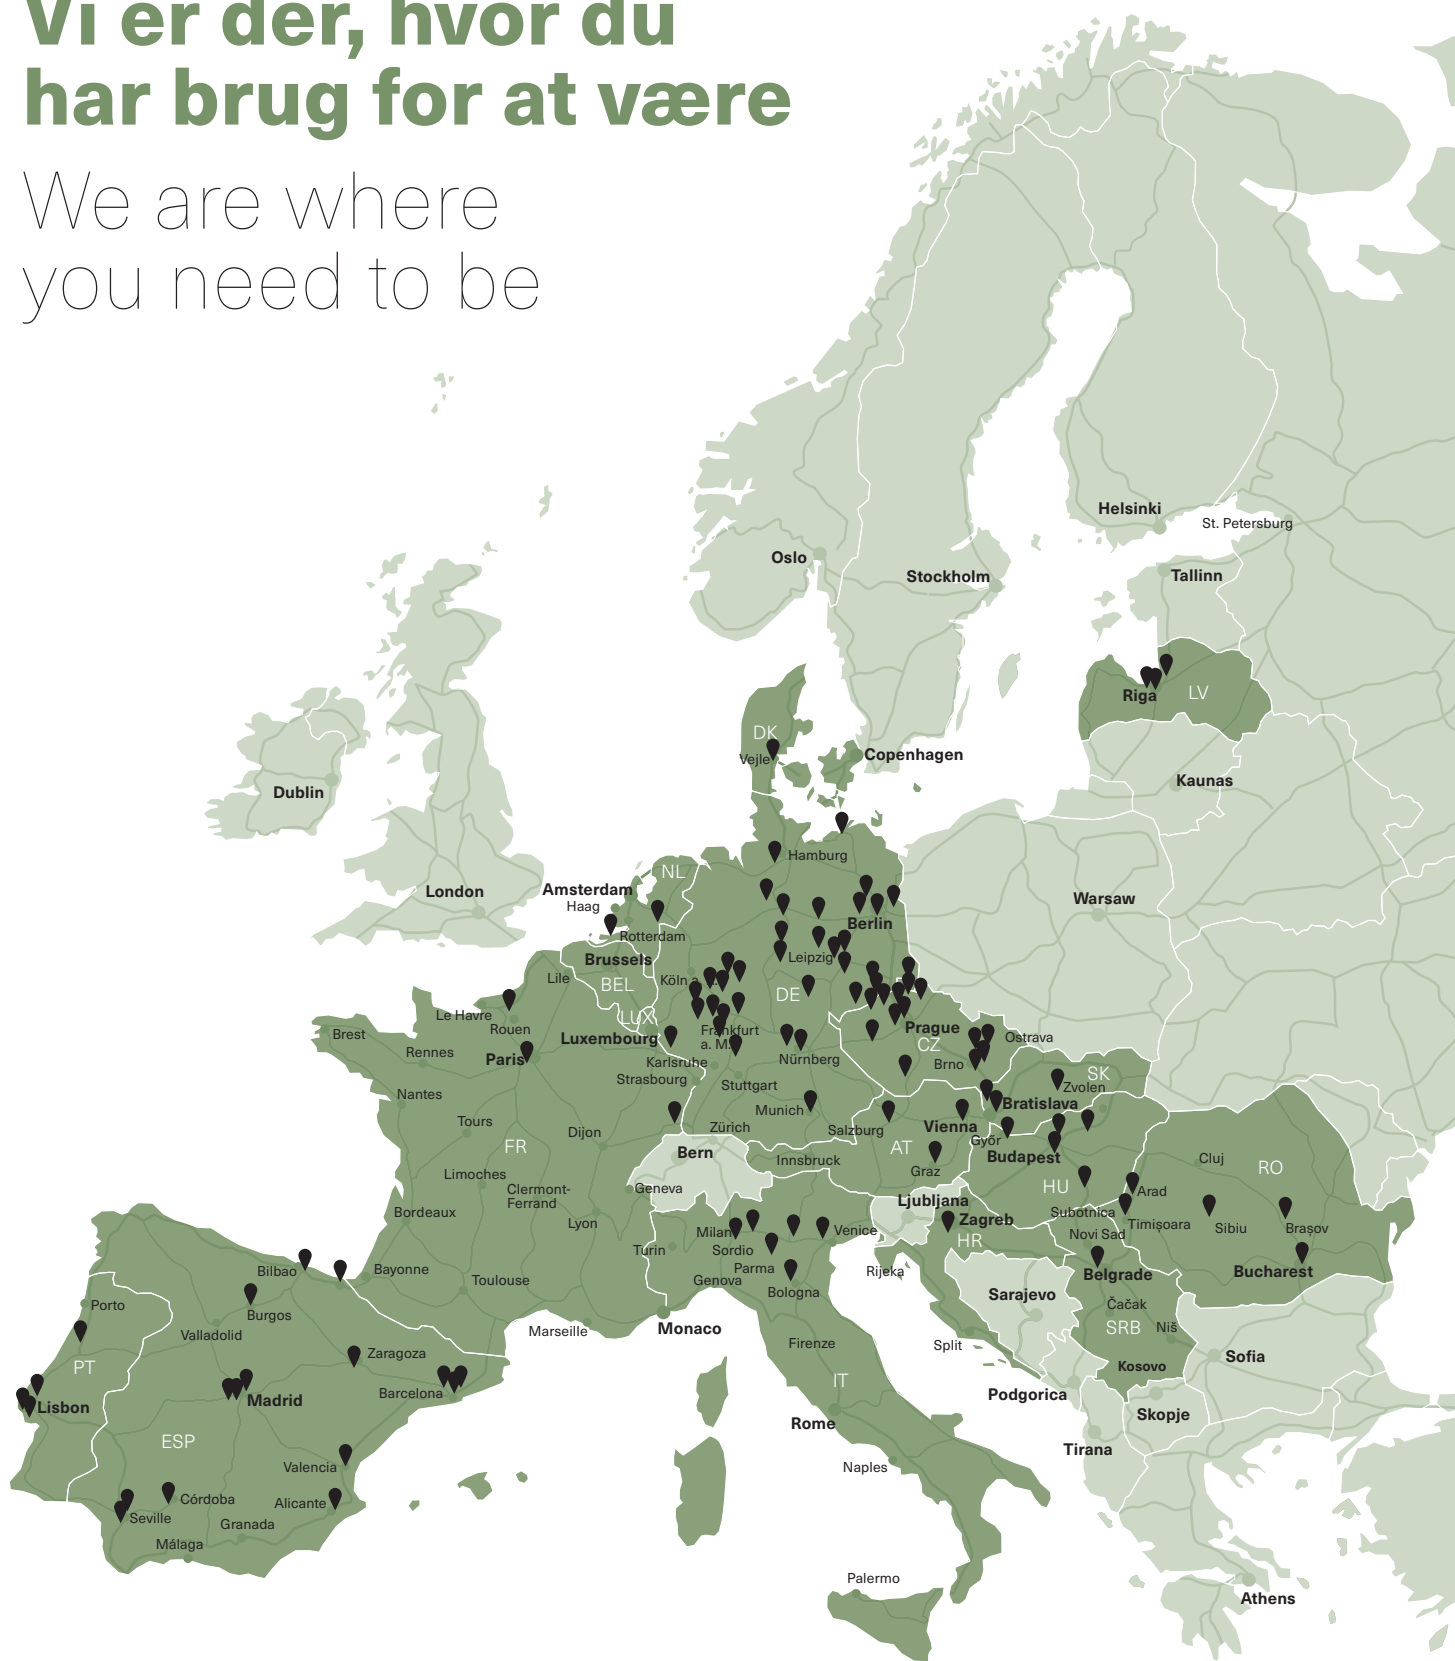 Vi er der, hvor du
har brug for at være
We are where
you need to be
Helsinki
St. Petersburg
Oslo
Stockholm
Tallinn
Riga
LV
DK
Vejle
Copenhagen
Kaunas
Dublin
Hamburg
NL
London
Amsterdam
Haag
Warsaw
Berlin
Rotterdam
Brussels
Leipzig
Lile
Köln a.
BEL
DE
Le Havre
LUX
Rouen
Frankfurt
a. M.
Prague
Brest
Luxembourg
Ostrava
CZ
Rennes
Paris
Nürnberg
Karlsruhe
Brno
SK
Strasbourg
Stuttgart
Zvolen
Nantes
Munich
Bratislava
Tours
Zürich
Salzburg
Vienna
Dijon
Győr
FR
Bern
AT
Budapest
Innsbruck
Cluj
RO
Limoches
Graz
Geneva
HU
Arad
Clermont-
Ferrand
Ljubljana
Bordeaux
Subotnica
Lyon
Zagreb
Timișoara
Sibiu
Brașov
Milan
Venice
Novi Sad
HR
Turin
Sordio
Bilbao
Bayonne
Parma
Rijeka
Belgrade
Bucharest
Toulouse
Genova
Bologna
Sarajevo
Porto
Burgos
Čačak
Valladolid
Marseille
Monaco
SRB
Niš
Firenze
Split
Zaragoza
Sofia
PT
Kosovo
IT
Barcelona
Podgorica
Madrid
Lisbon
Skopje
Rome
ESP
Tirana
Valencia
Naples
Córdoba
Alicante
Seville
Granada
Málaga
Palermo
Athens